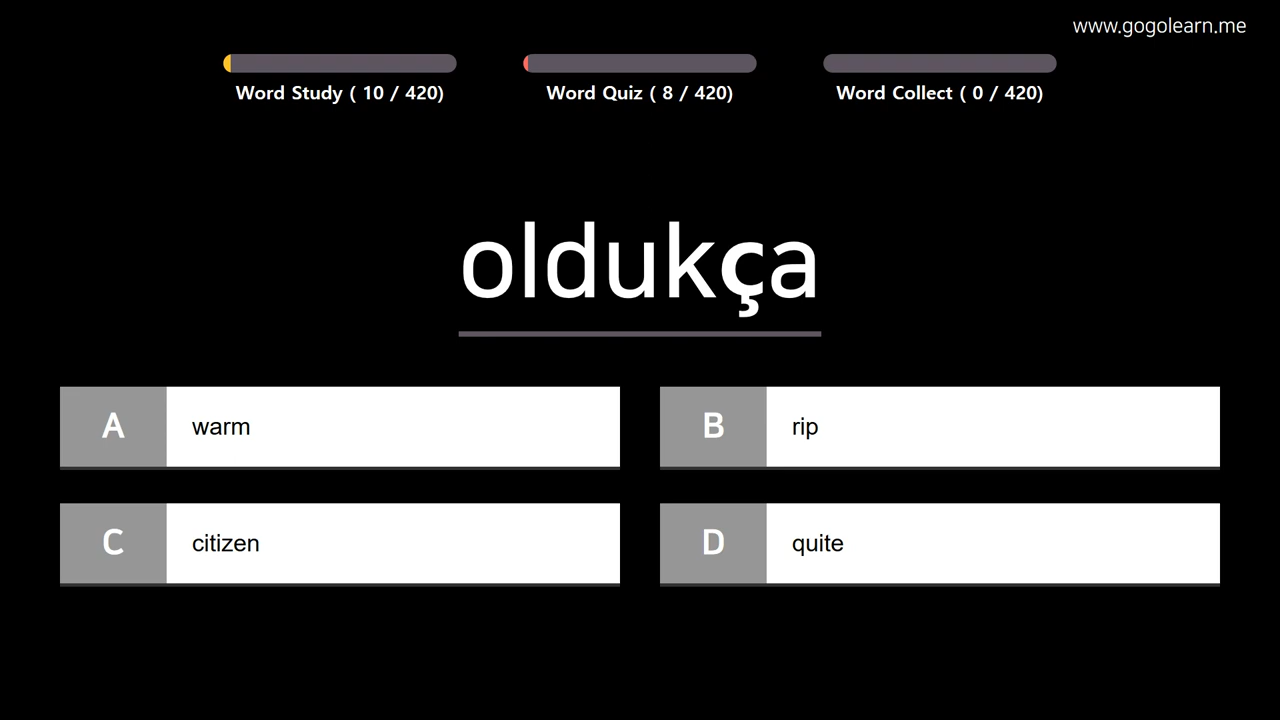 www.gogolearn.me
Word Study ( 10 / 420)
Word Quiz ( 8 / 420)
Word Collect ( 0 / 420)
oldukça
A warm
B rip
C citizen
D quite